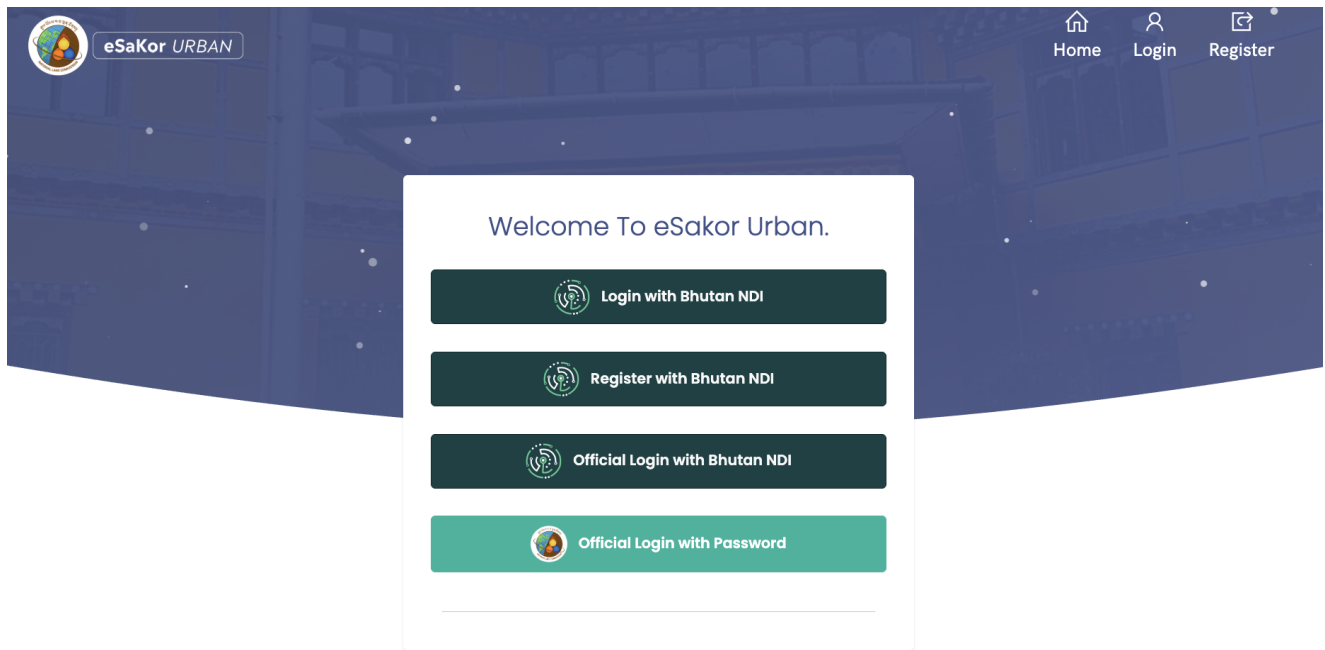 eSaKor URBAN
Home
Login
Register
Welcome To eSakor Urban.
Login with Bhutan NDI
Register with Bhutan NDI
Official Login with Bhutan NDI
Official Login with Password